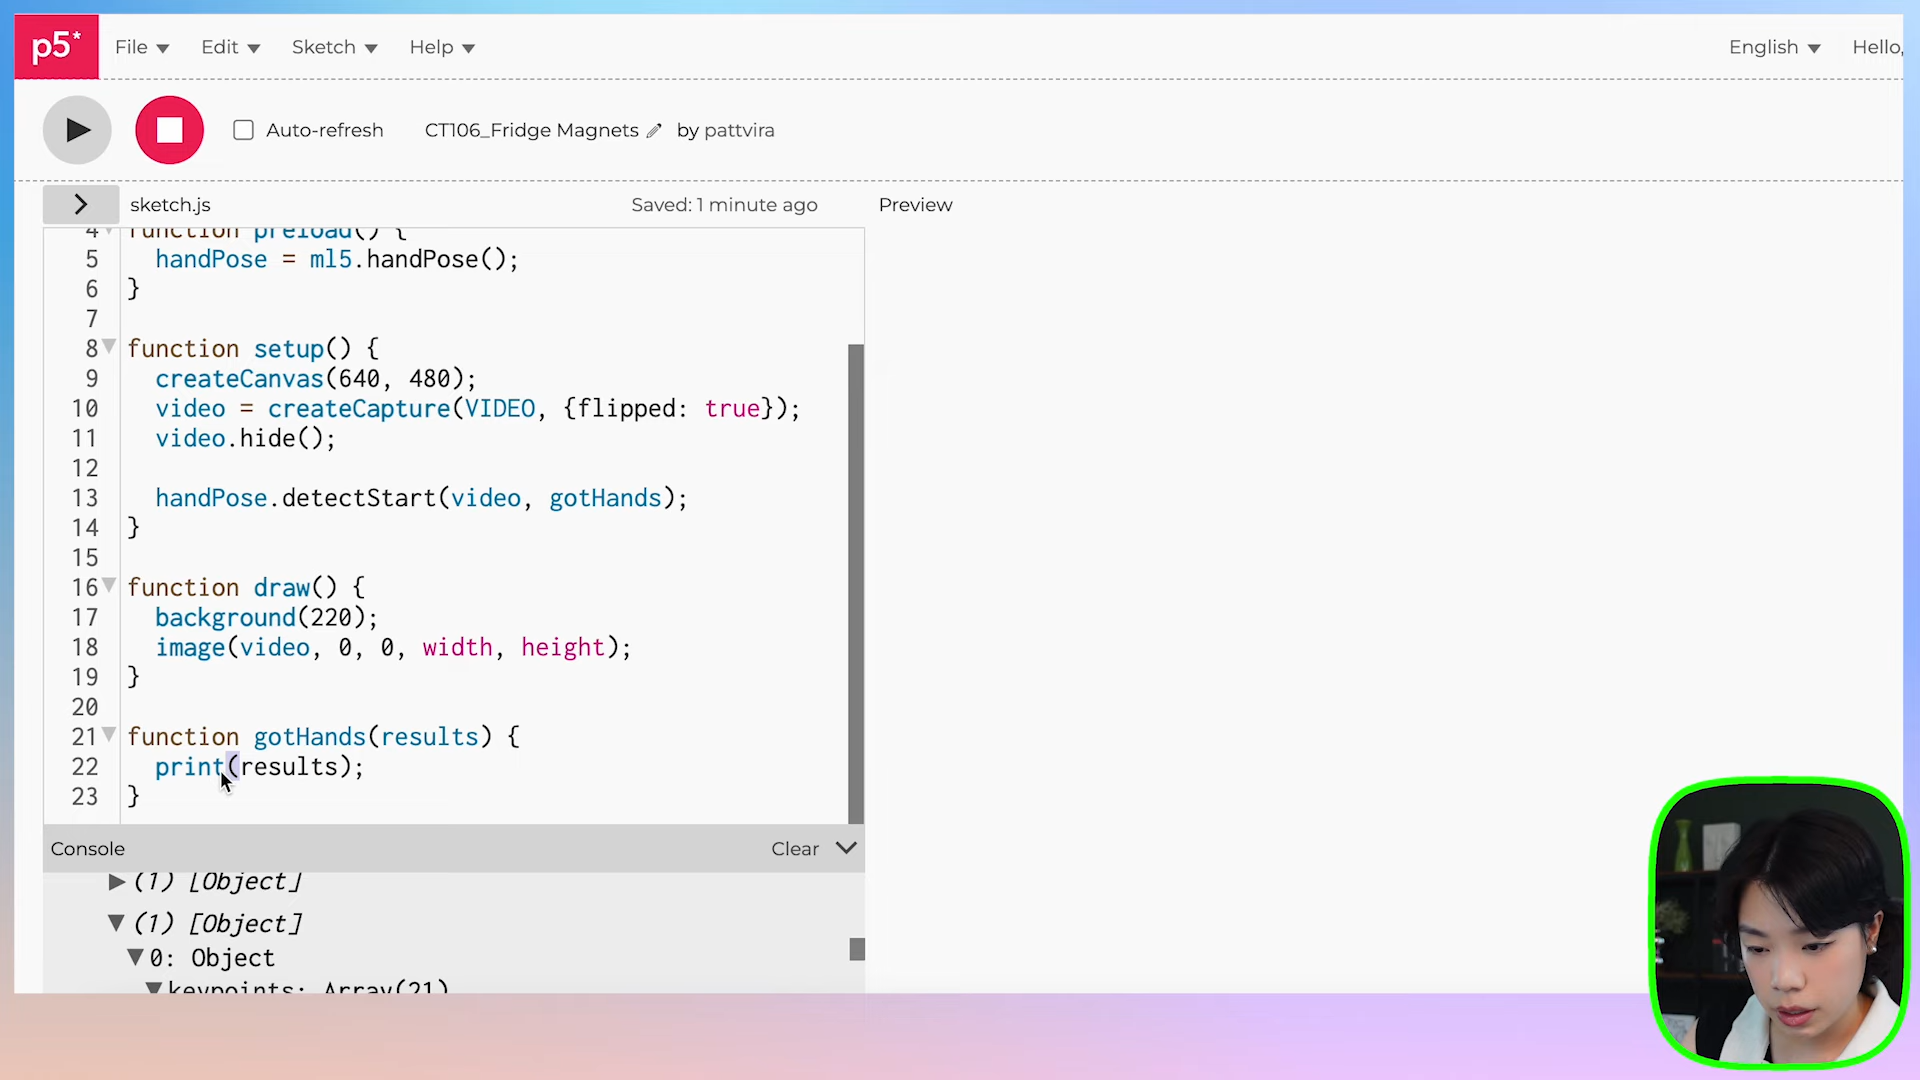 p5* File Edit Sketch Help English Hello,
Auto-refresh CT106_Fridge Magnets by pattvira
sketch.js Saved: 1 minute ago Preview
4 function preload() {
5 handPose = ml5.handPose();
6 }
7
8 function setup() {
9 createCanvas(640, 480);
10 video = createCapture(VIDEO, {flipped: true});
11 video.hide();
12
13 handPose.detectStart(video, gotHands);
14 }
15
16 function draw() {
17 background(220);
18 image(video, 0, 0, width, height);
19 }
20
21 function gotHands(results) {
22 print(results);
23 }
Console Clear
(1) [Object]
(1) [Object]
0: Object
keypoints: Array(21)